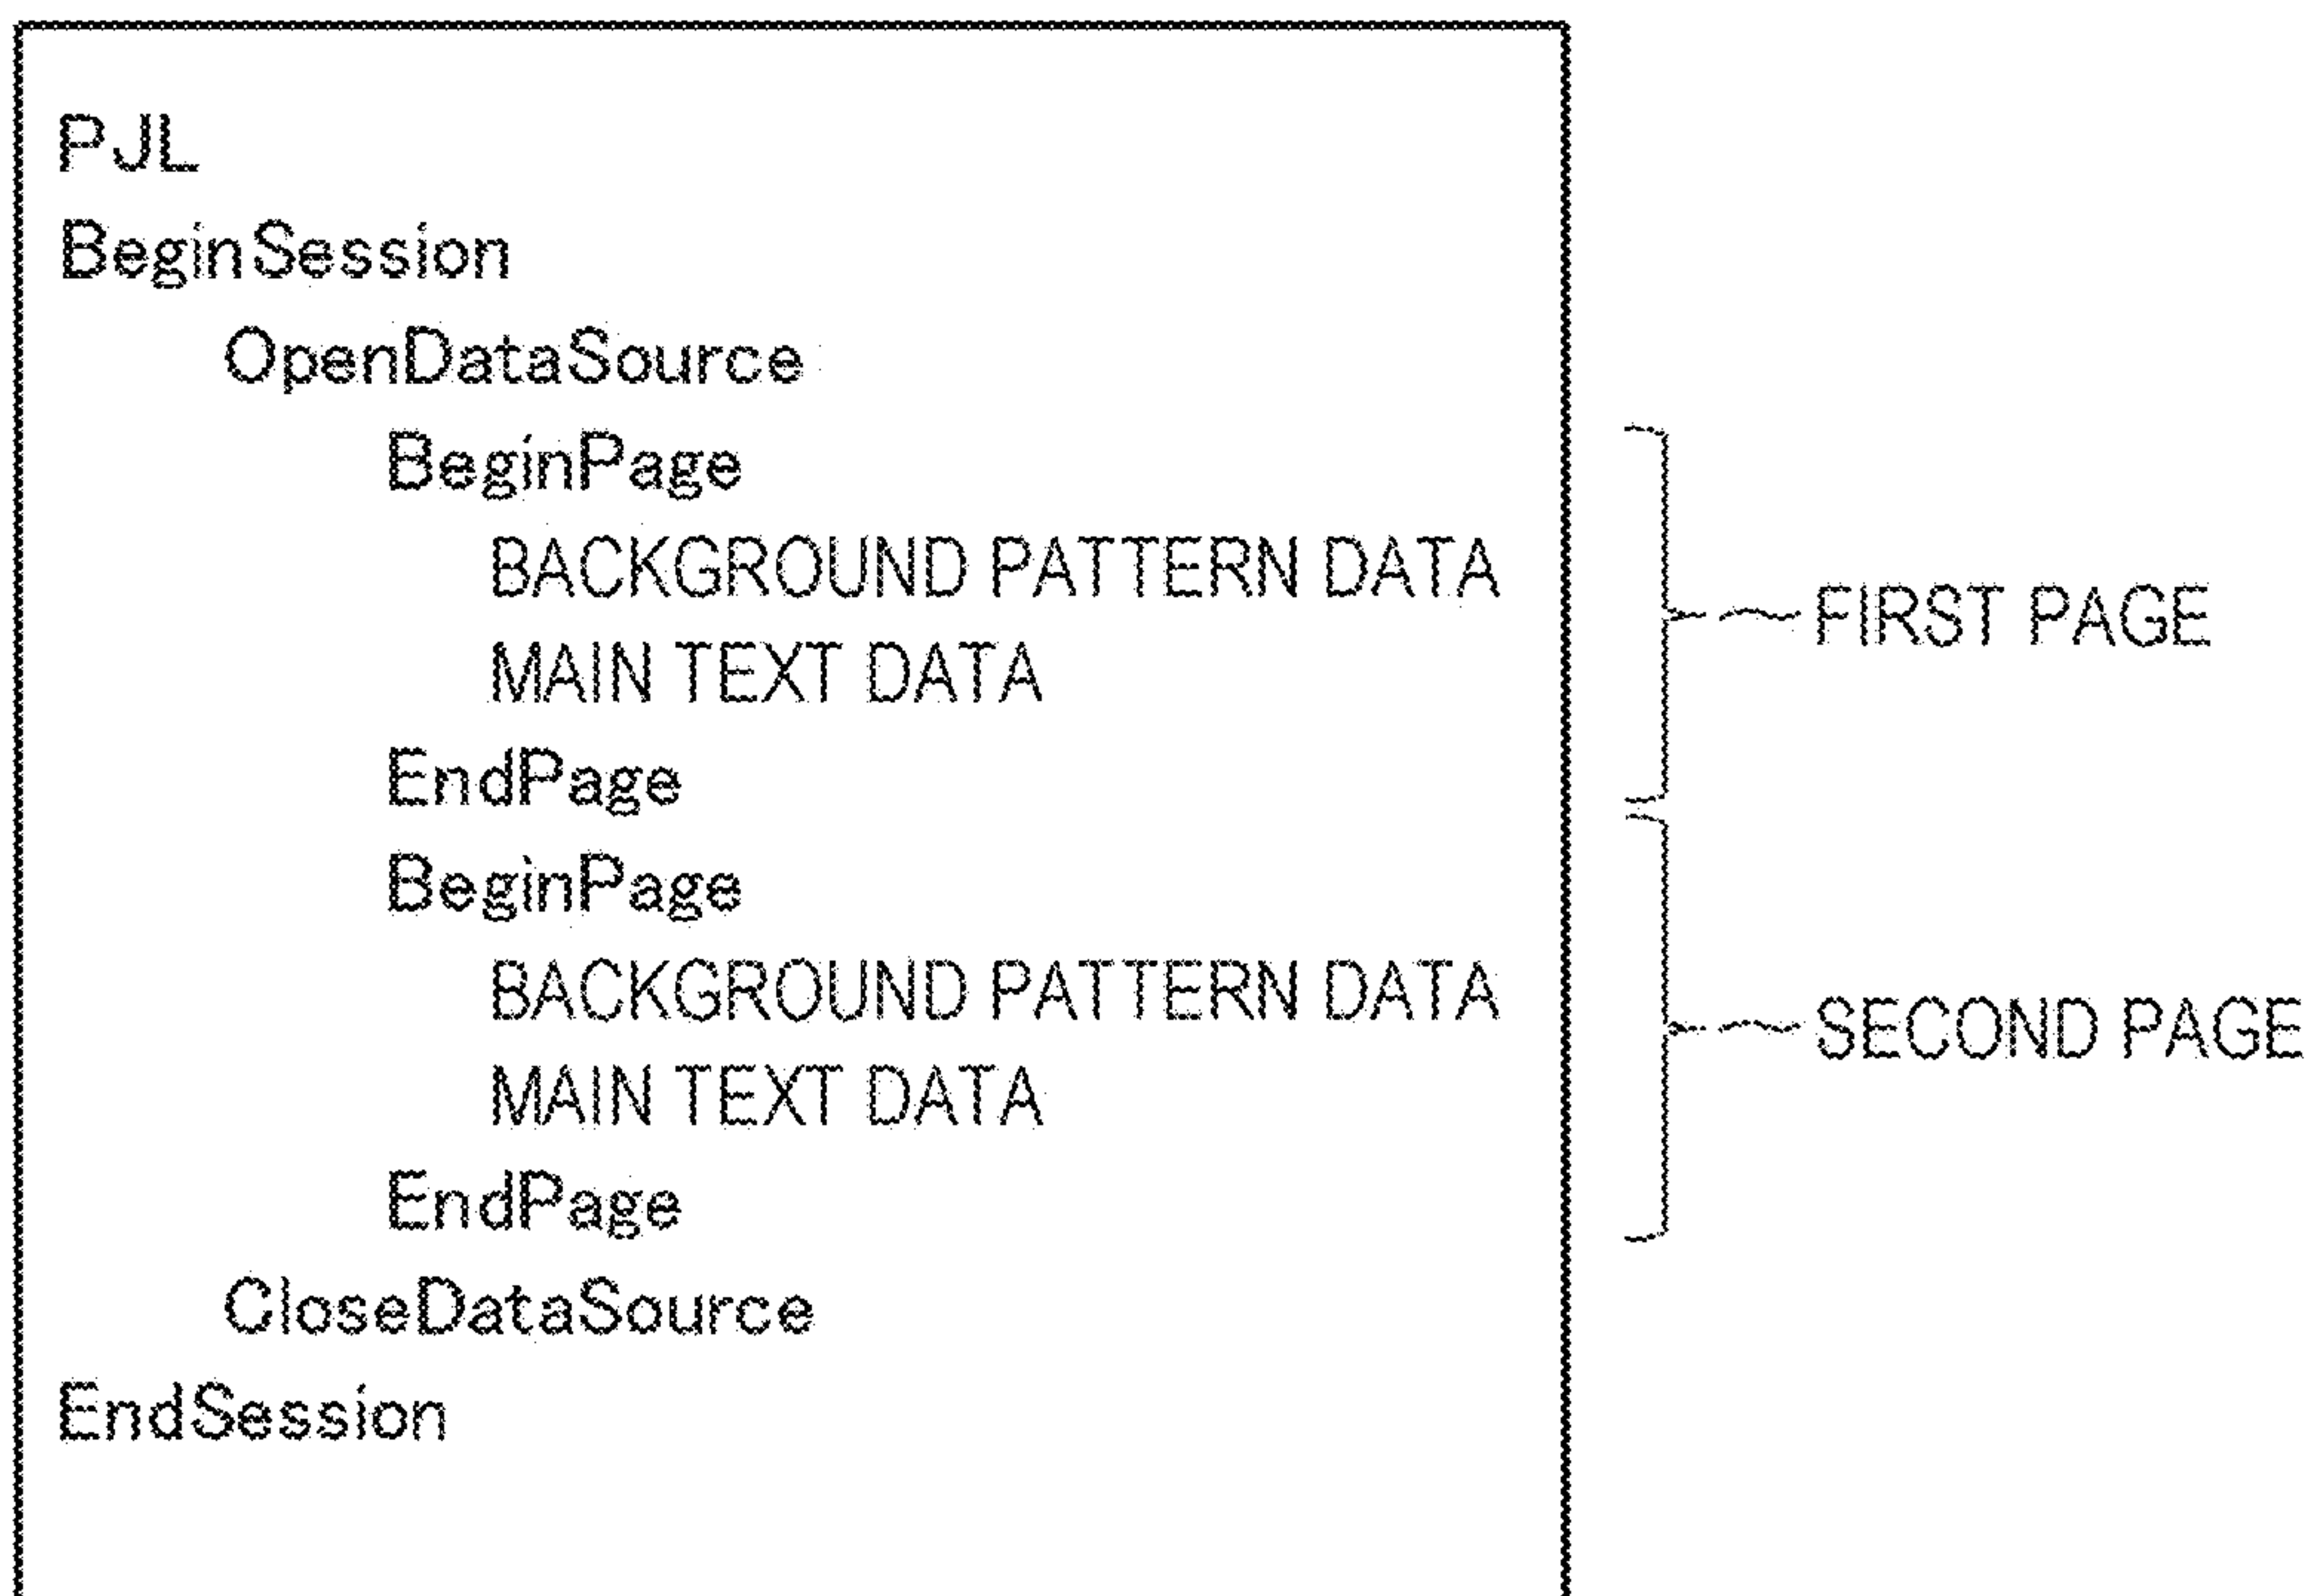 PJL
BeginSession
OpenDataSource
BeginPage
BACKGROUND PATTERN DATA
MAIN TEXT DATA
EndPage
FIRST PAGE
BeginPage
BACKGROUND PATTERN DATA
MAIN TEXT DATA
EndPage
SECOND PAGE
CloseDataSource
EndSession